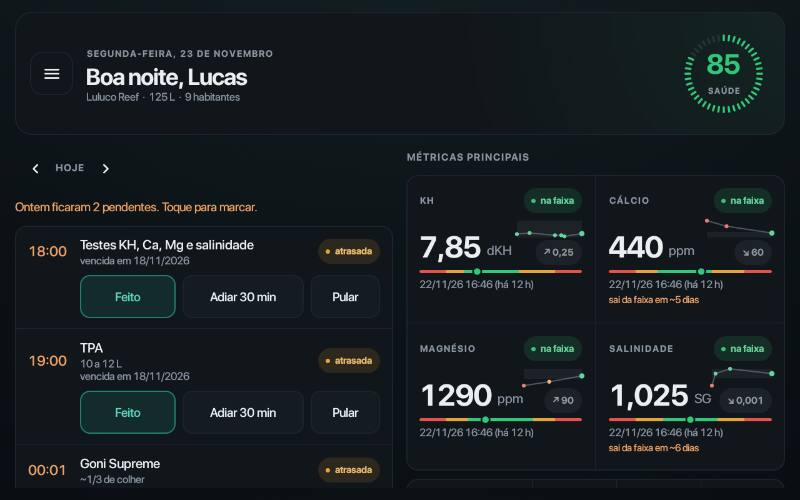 SEGUNDA-FEIRA, 23 DE NOVEMBRO
Boa noite, Lucas
Luluco Reef · 125 L · 9 habitantes
85
SAÚDE
HOJE
Ontem ficaram 2 pendentes. Toque para marcar.
18:00
Testes KH, Ca, Mg e salinidade
vencida em 18/11/2026
atrasada
Feito
Adiar 30 min
Pular
19:00
TPA
10 a 12 L
vencida em 18/11/2026
atrasada
Feito
Adiar 30 min
Pular
00:01
Goni Supreme
~1/3 de colher
atrasada
MÉTRICAS PRINCIPAIS
KH
na faixa
7,85 dKH
↗ 0,25
22/11/26 16:46 (há 12 h)
CÁLCIO
na faixa
440 ppm
↘ 60
22/11/26 16:46 (há 12 h)
sai da faixa em ~5 dias
MAGNÉSIO
na faixa
1290 ppm
↗ 90
22/11/26 16:46 (há 12 h)
SALINIDADE
na faixa
1,025 SG
↘ 0,001
22/11/26 16:46 (há 12 h)
sai da faixa em ~6 dias